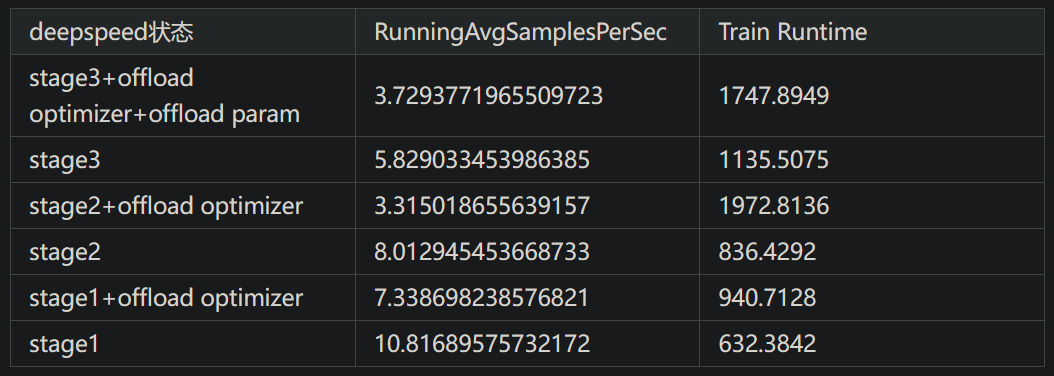 deepspeed状态 RunningAvgSamplesPerSec Train Runtime
stage3+offload
optimizer+offload param 3.7293771965509723 1747.8949
stage3 5.829033453986385 1135.5075
stage2+offload optimizer 3.315018655639157 1972.8136
stage2 8.012945453668733 836.4292
stage1+offload optimizer 7.338698238576821 940.7128
stage1 10.81689575732172 632.3842